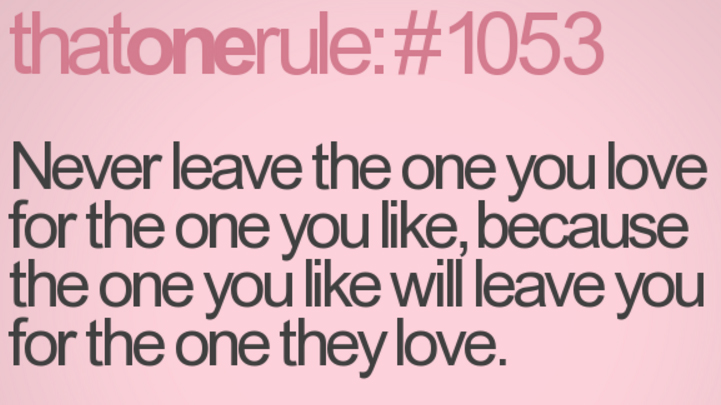 thatonerule: #1053
Never leave the one you love
for the one you like, because
the one you like will leave you
for the one they love.